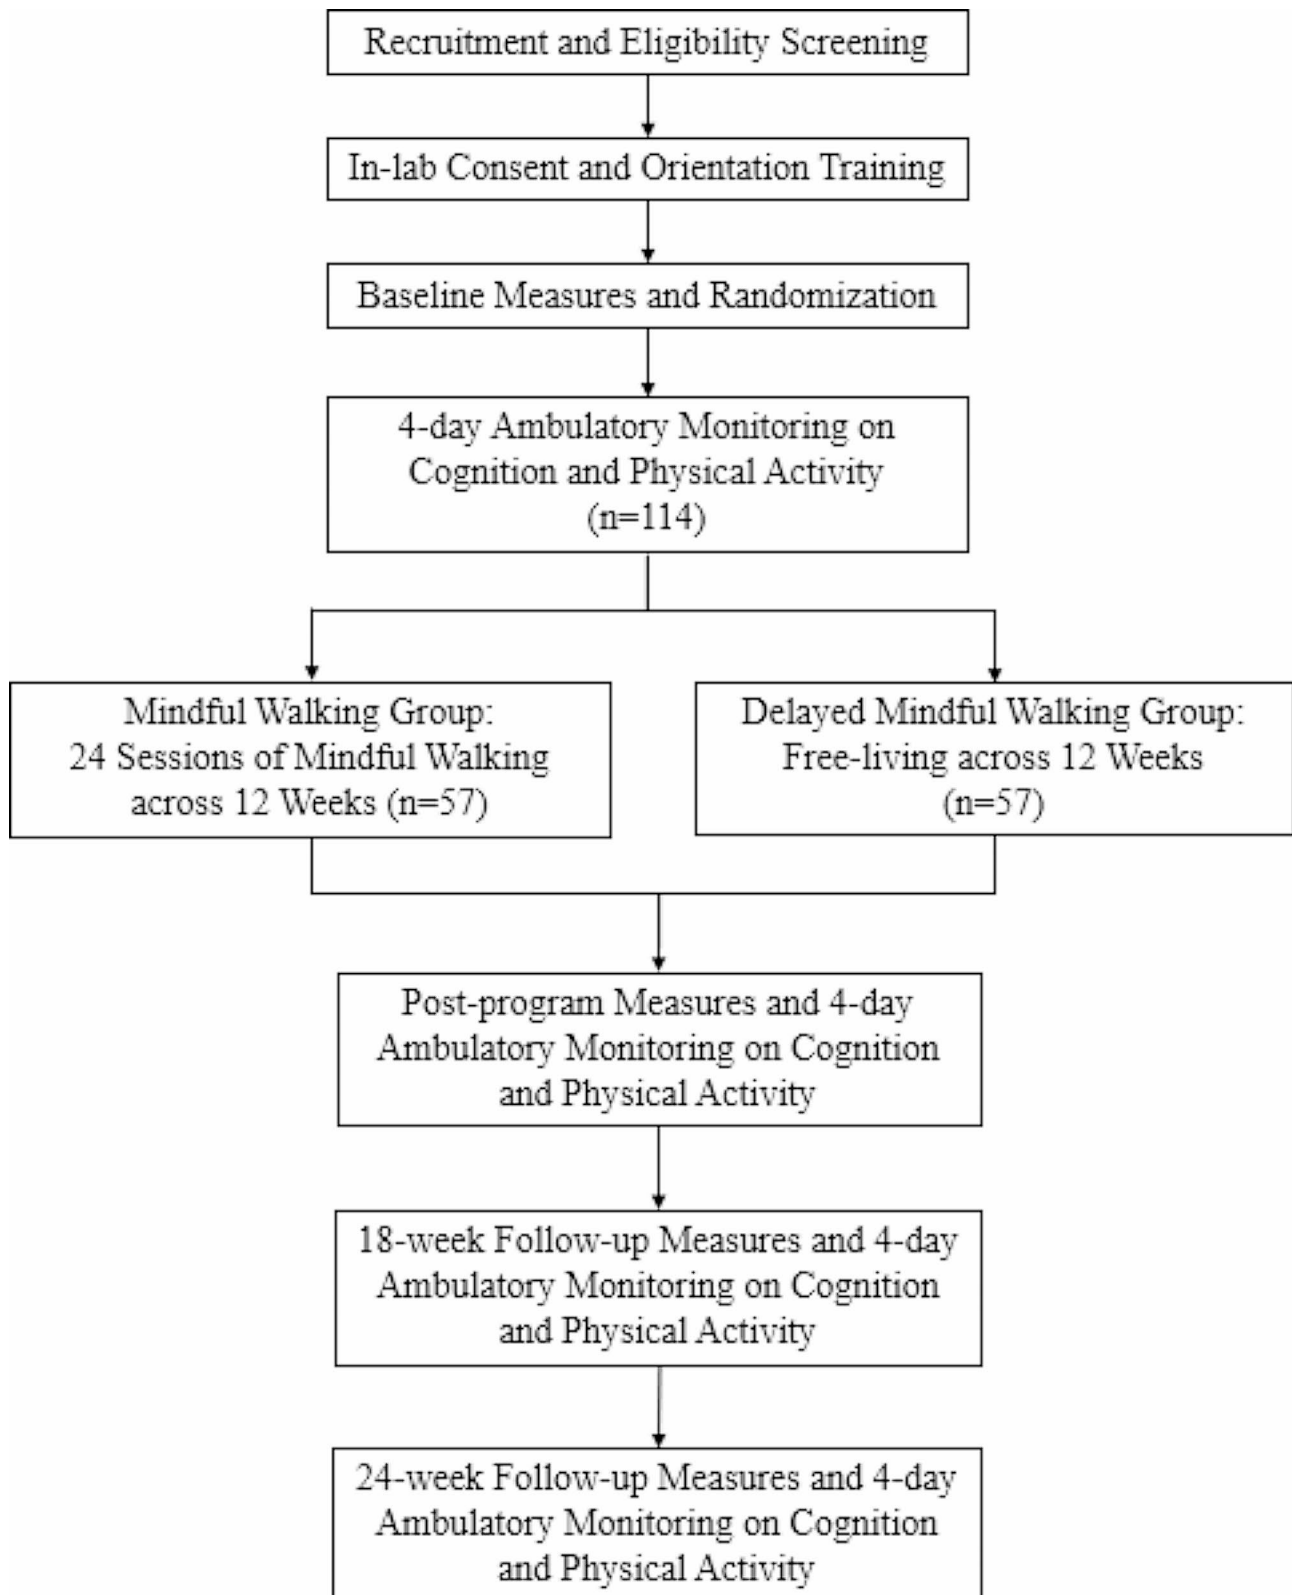 Recruitment and Eligibility Screening
In-lab Consent and Orientation Training
Baseline Measures and Randomization
4-day Ambulatory Monitoring on
Cognition and Physical Activity
(n=114)
Mindful Walking Group:
24 Sessions of Mindful Walking
across 12 Weeks (n=57)
Delayed Mindful Walking Group:
Free-living across 12 Weeks
(n=57)
Post-program Measures and 4-day
Ambulatory Monitoring on Cognition
and Physical Activity
18-week Follow-up Measures and 4-day
Ambulatory Monitoring on Cognition
and Physical Activity
24-week Follow-up Measures and 4-day
Ambulatory Monitoring on Cognition
and Physical Activity